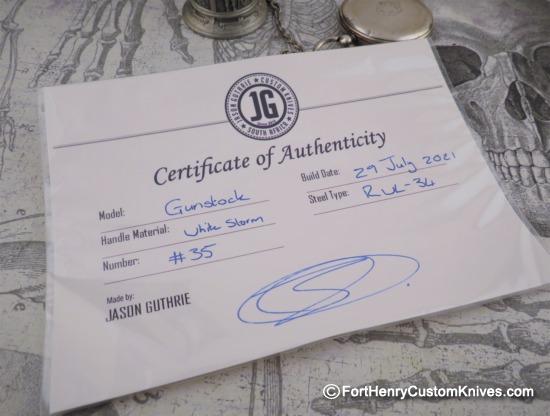 JASON GUTHRIE ★ CUSTOM KNIVES ★ SOUTH AFRICA
JG
Certificate of Authenticity
Model: Gunstock
Handle Material: White Storm
Number: #35
Build Date: 29 July 2021
Steel Type: RWL-34
Made by:
JASON GUTHRIE
©FortHenryCustomKnives.com